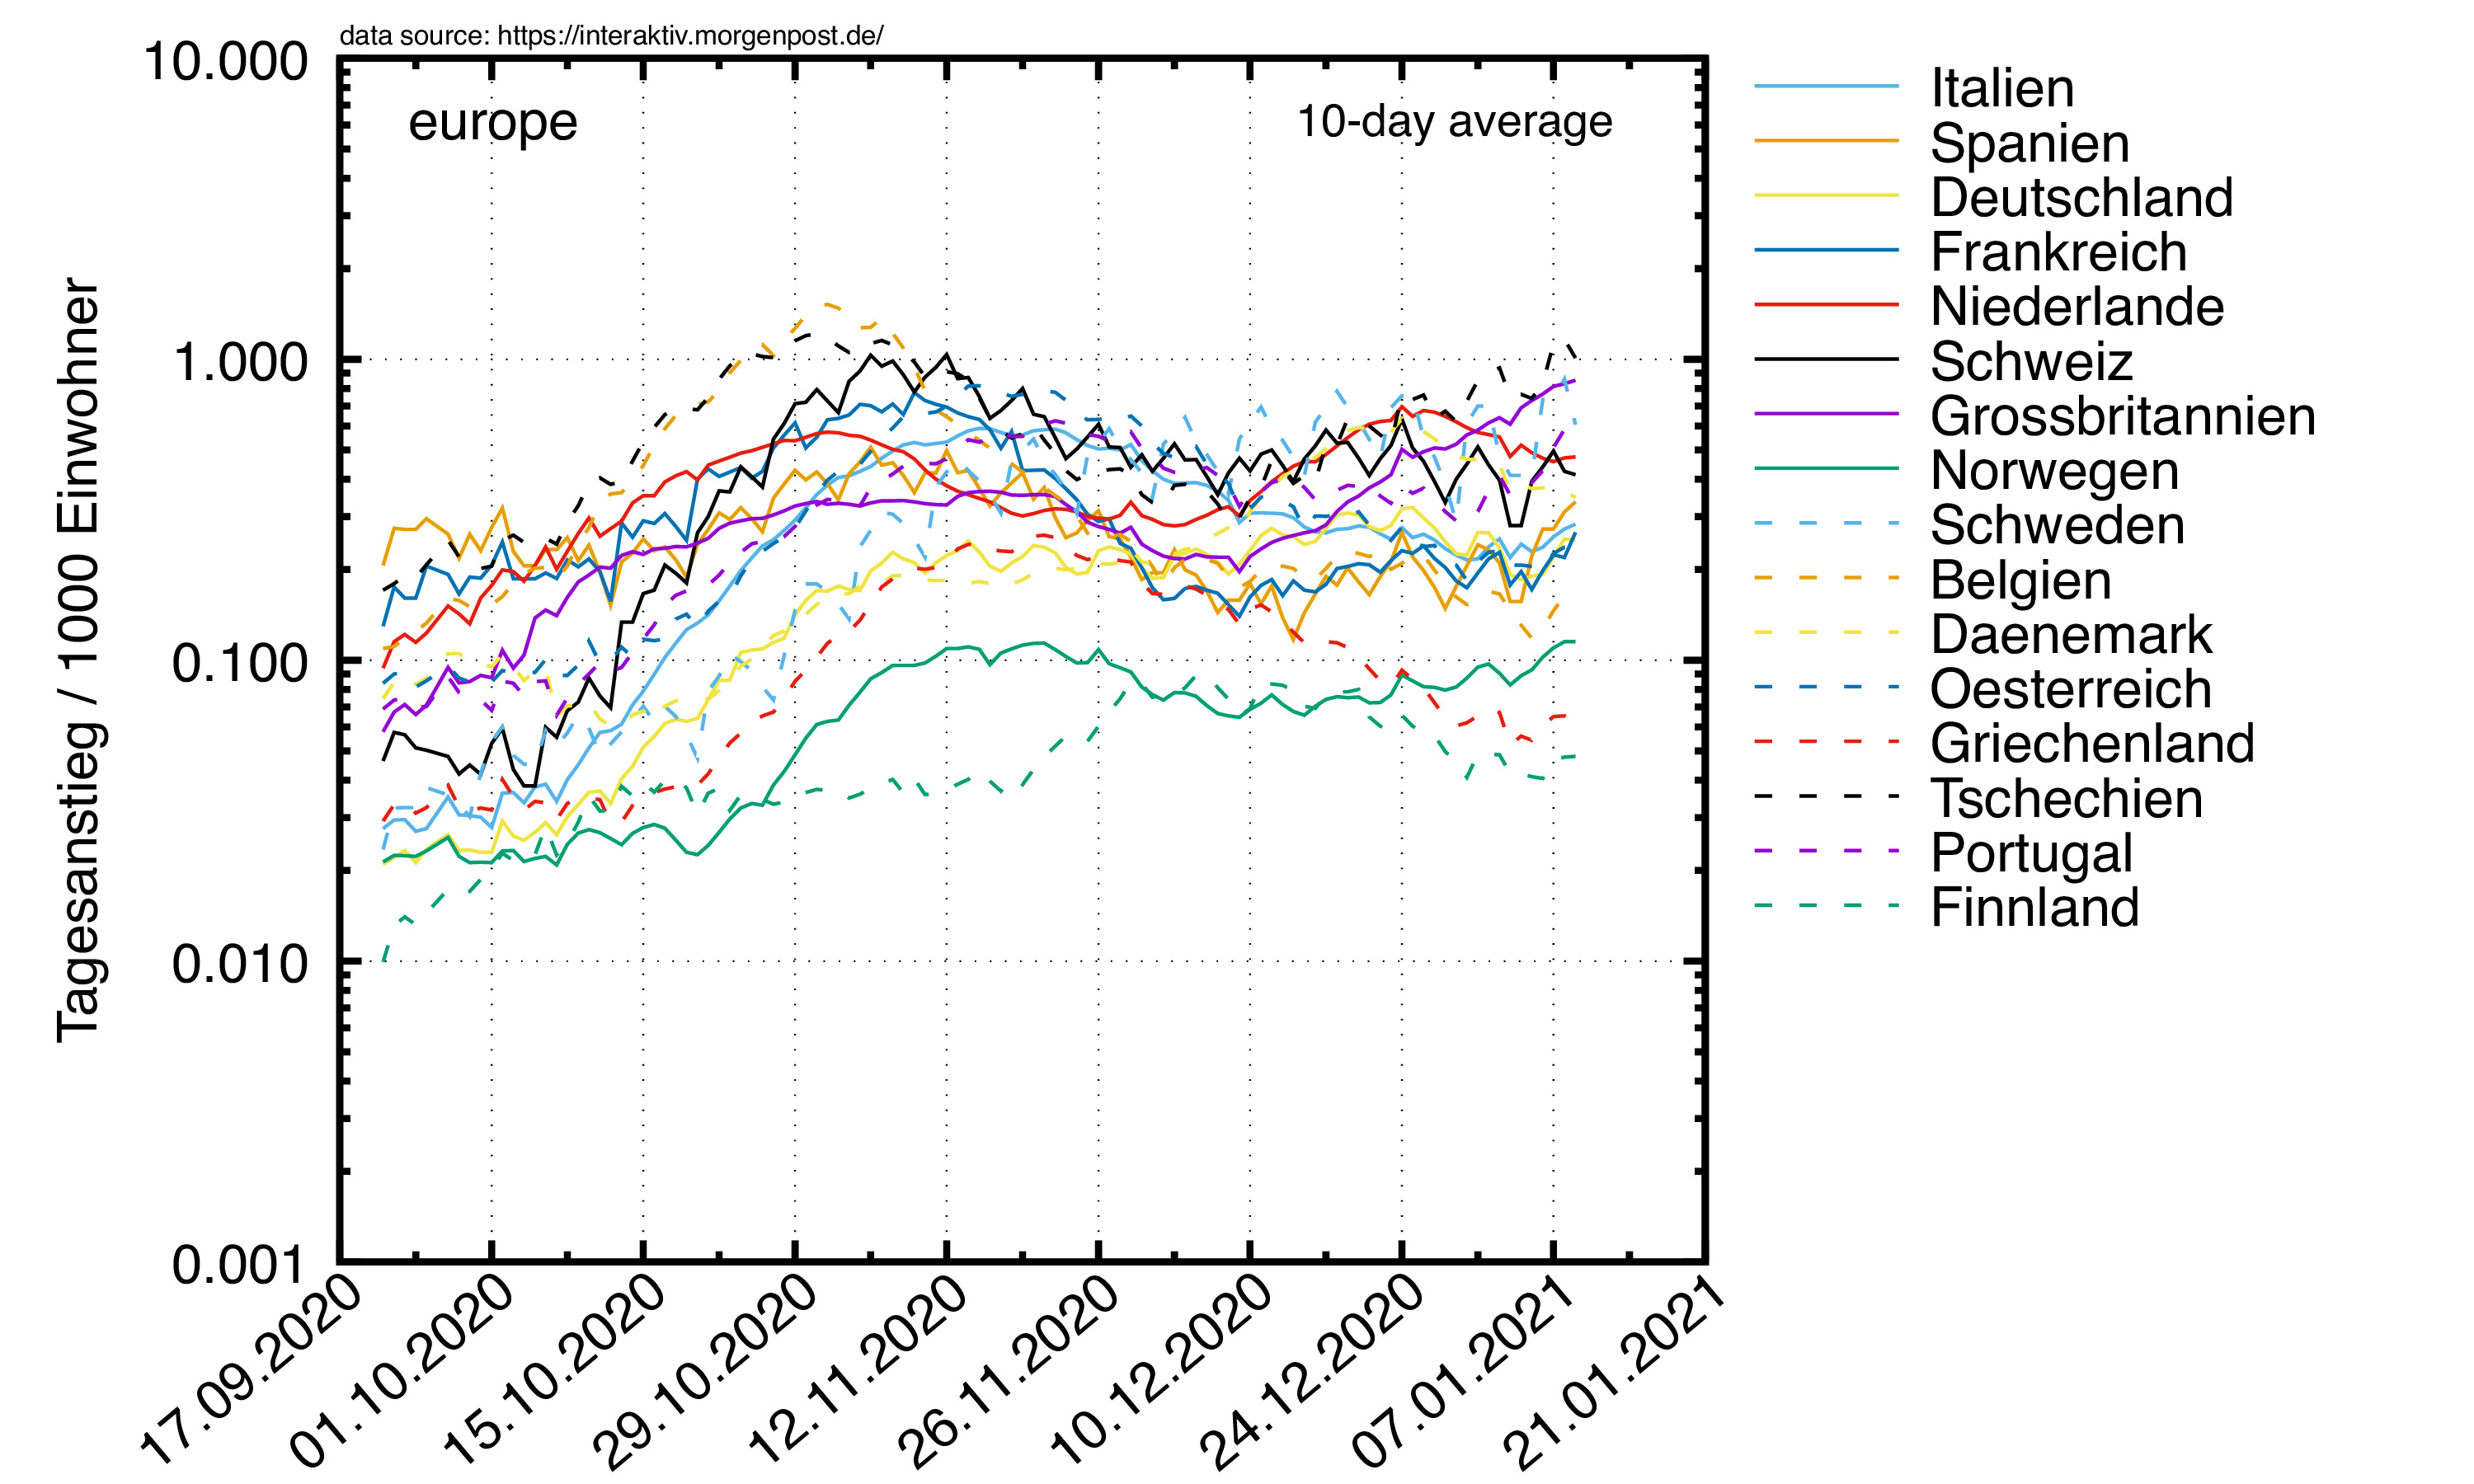 data source: https://interaktiv.morgenpost.de/
europe
10-day average
Tagesanstieg / 1000 Einwohner
10.000
1.000
0.100
0.010
0.001
17.09.2020
01.10.2020
15.10.2020
29.10.2020
12.11.2020
26.11.2020
10.12.2020
24.12.2020
07.01.2021
21.01.2021
Italien
Spanien
Deutschland
Frankreich
Niederlande
Schweiz
Grossbritannien
Norwegen
Schweden
Belgien
Daenemark
Oesterreich
Griechenland
Tschechien
Portugal
Finnland